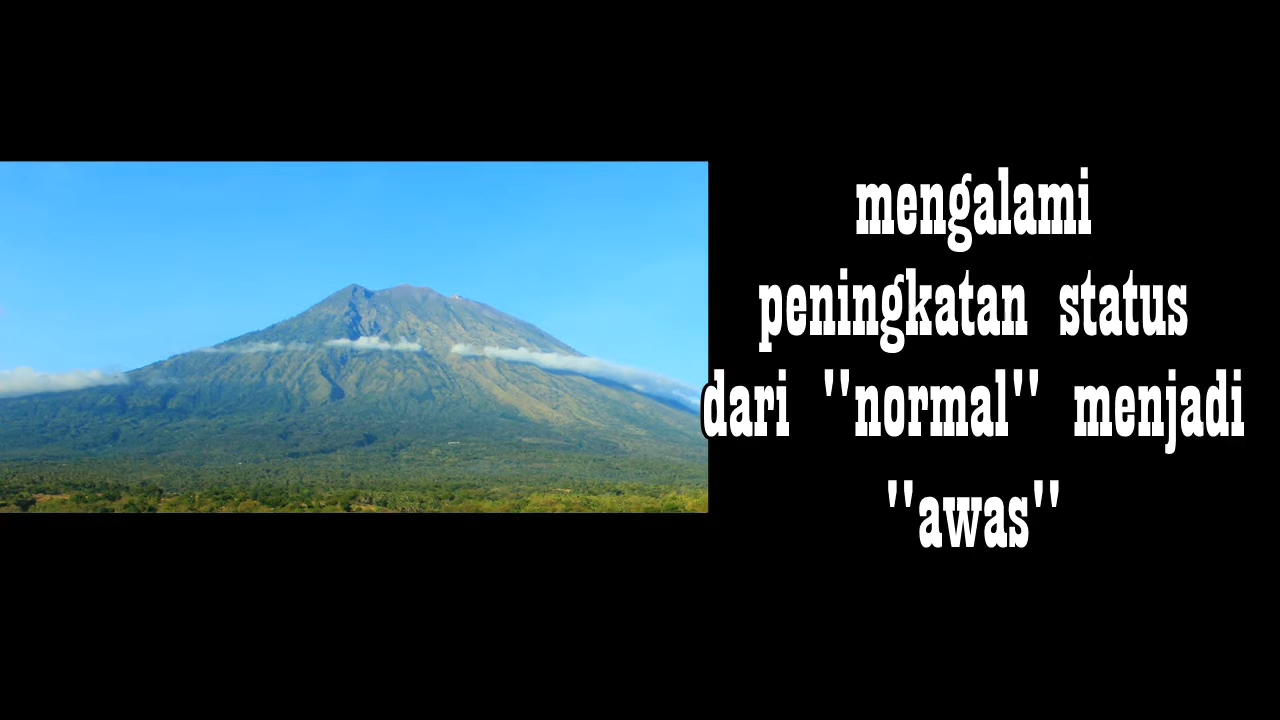 mengalami
peningkatan status
dari "normal" menjadi
"awas"